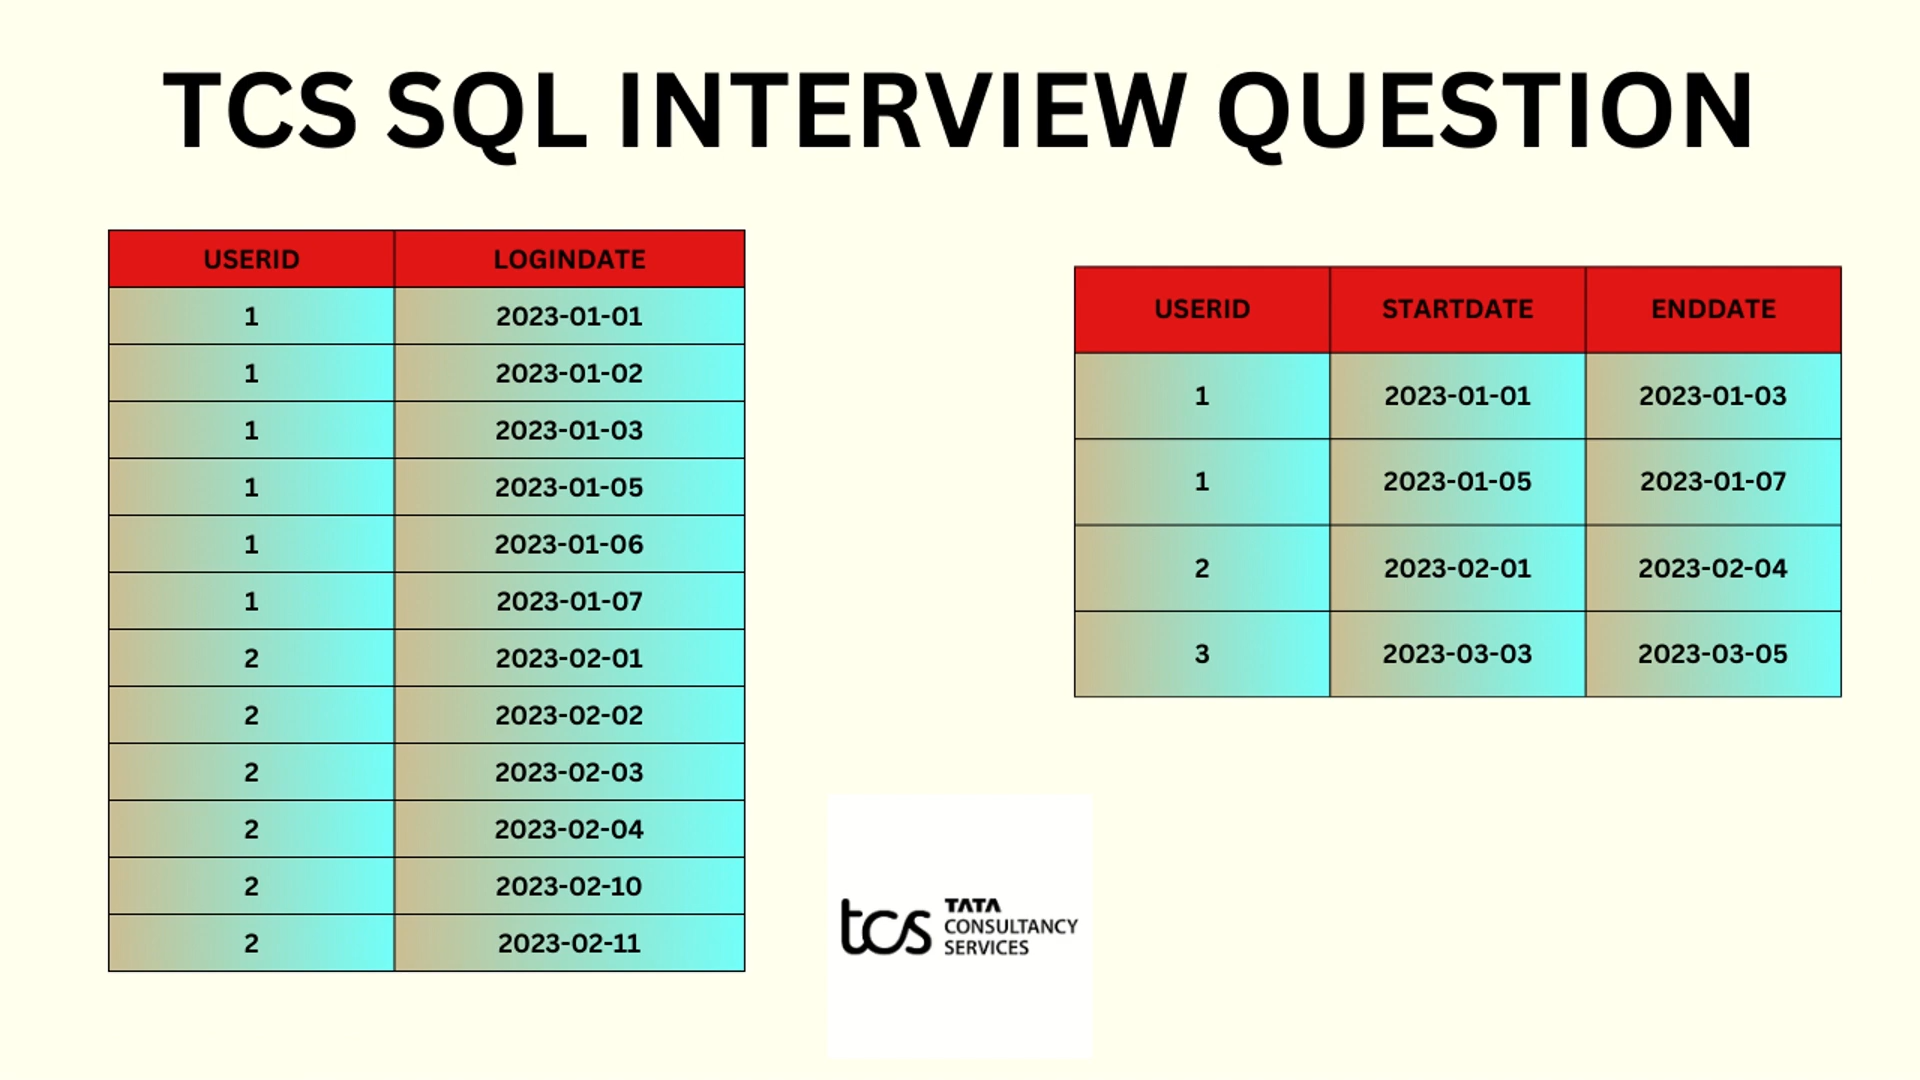 TCS SQL INTERVIEW QUESTION
USERID LOGINDATE
1 2023-01-01
1 2023-01-02
1 2023-01-03
1 2023-01-05
1 2023-01-06
1 2023-01-07
2 2023-02-01
2 2023-02-02
2 2023-02-03
2 2023-02-04
2 2023-02-10
2 2023-02-11
USERID STARTDATE ENDDATE
1 2023-01-01 2023-01-03
1 2023-01-05 2023-01-07
2 2023-02-01 2023-02-04
3 2023-03-03 2023-03-05
tcs
TATA
CONSULTANCY
SERVICES